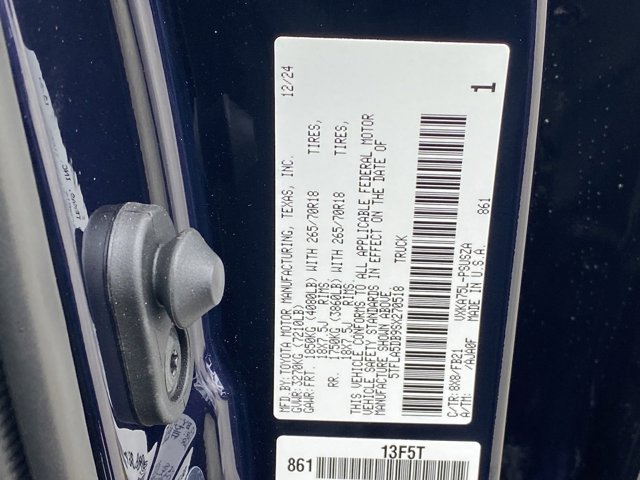 MFD.BY:TOYOTA MOTOR MANUFACTURING, TEXAS, INC. 12/24
GVWR:3270KG (7210LB)
GAWR:FRT. 1850KG (4080LB) WITH 265/70R18 TIRES,
18X7.5J RIMS
RR. 1750KG (3860LB) WITH 265/70R18 TIRES,
18X7.5J RIMS
THIS VEHICLE CONFORMS TO ALL APPLICABLE FEDERAL MOTOR
VEHICLE SAFETY STANDARDS IN EFFECT ON THE DATE OF
MANUFACTURE SHOWN ABOVE.
5TFLA5DB9SX270518 TRUCK
1
C/TR:8X8/FB21 VXKA75L-PSUSZA
A/TM: /AJA0F MADE IN U.S.A. 861
13F5T
861